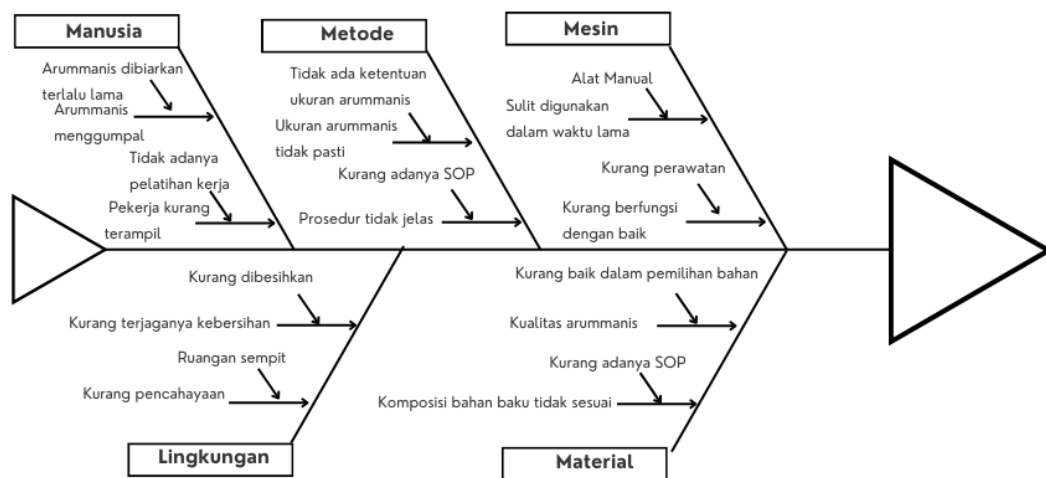 Manusia
Metode
Mesin
Arummanis dibiarkan
terlalu lama
Arummanis
menggumpal
Tidak adanya
pelatihan kerja
Pekerja kurang
terampil
Tidak ada ketentuan
ukuran arummanis
Ukuran arummanis
tidak pasti
Kurang adanya SOP
Prosedur tidak jelas
Alat Manual
Sulit digunakan
dalam waktu lama
Kurang perawatan
Kurang berfungsi
dengan baik
Kurang dibesihkan
Kurang terjaganya kebersihan
Ruangan sempit
Kurang pencahayaan
Kurang baik dalam pemilihan bahan
Kualitas arummanis
Kurang adanya SOP
Komposisi bahan baku tidak sesuai
Lingkungan
Material